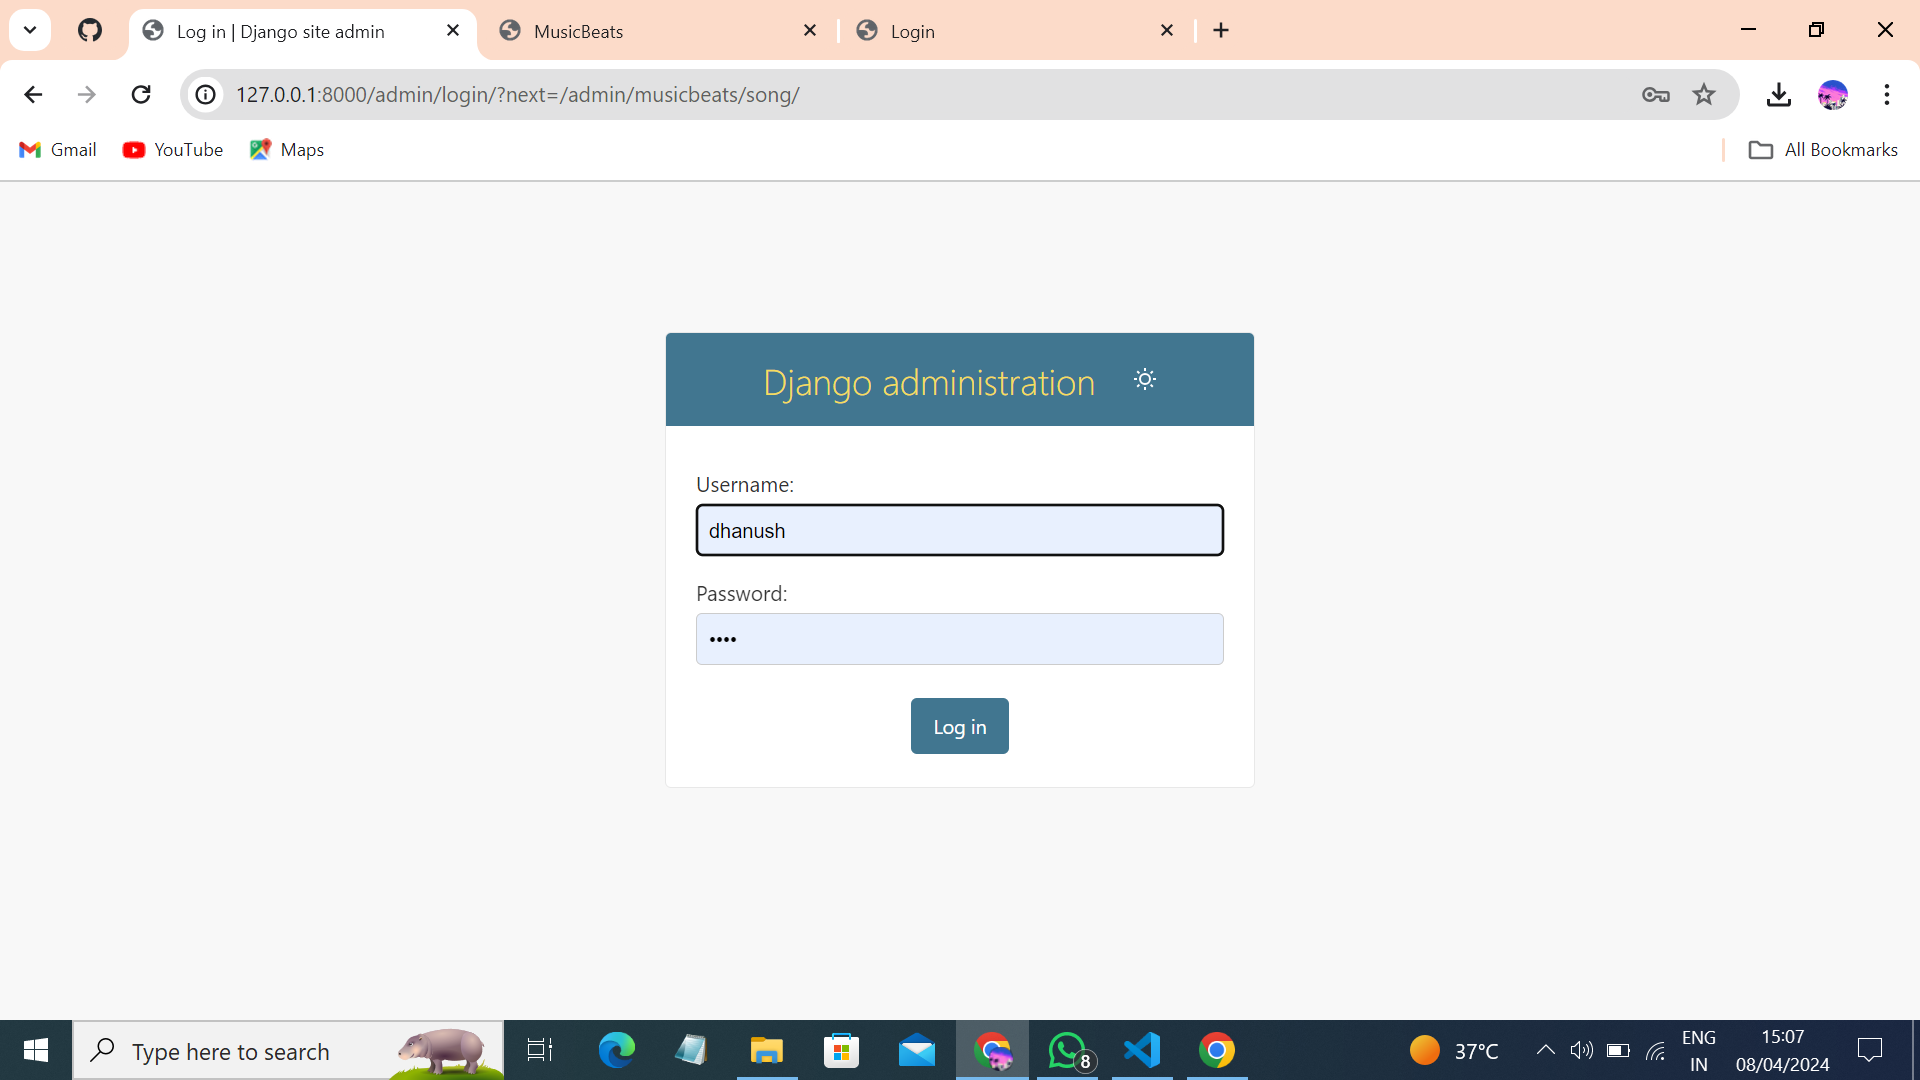 Log in | Django site admin
MusicBeats
Login
127.0.0.1:8000/admin/login/?next=/admin/musicbeats/song/
Gmail
YouTube
Maps
All Bookmarks
Django administration
Username:
dhanush
Password:
••••
Log in
Type here to search
8
37°C
ENG
IN
15:07
08/04/2024